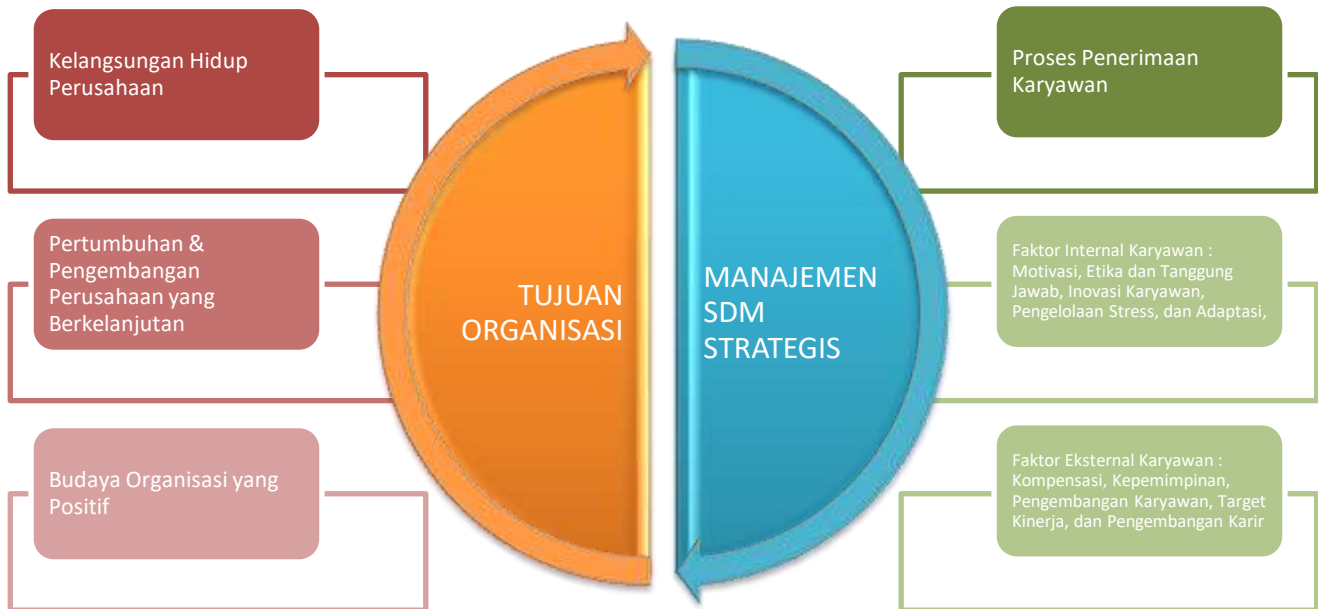 Kelangsungan Hidup
Perusahaan
Pertumbuhan &
Pengembangan
Perusahaan yang
Berkelanjutan
Budaya Organisasi yang
Positif
TUJUAN
ORGANISASI
MANAJEMEN
SDM
STRATEGIS
Proses Penerimaan
Karyawan
Faktor Internal Karyawan :
Motivasi, Etika dan Tanggung
Jawab, Inovasi Karyawan,
Pengelolaan Stress, dan Adaptasi,
Faktor Eksternal Karyawan :
Kompensasi, Kepemimpinan,
Pengembangan Karyawan, Target
Kinerja, dan Pengembangan Karir